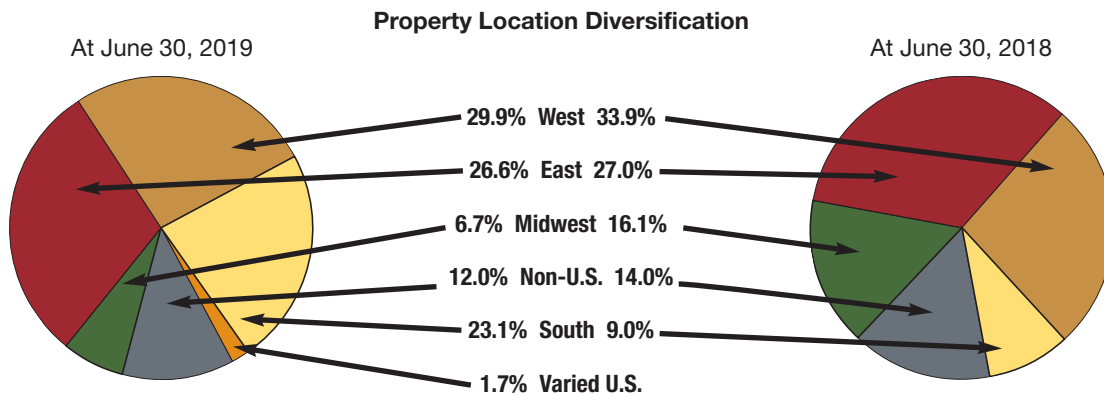 Property Location Diversification
At June 30, 2019
At June 30, 2018
29.9% West 33.9%
26.6% East 27.0%
6.7% Midwest 16.1%
12.0% Non-U.S. 14.0%
23.1% South 9.0%
1.7% Varied U.S.